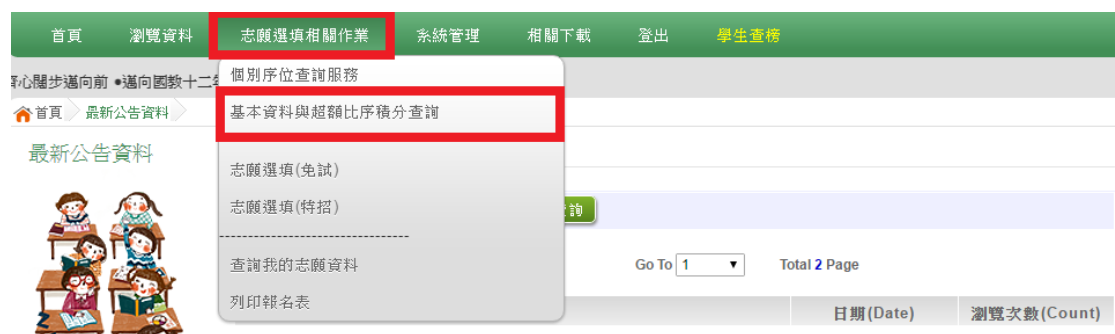 首頁 瀏覽資料 志願選填相關作業 系統管理 相關下載 登出 學生查榜
心闊步邁向前 •邁向國教十二年
個別序位查詢服務
首頁 最新公告資料
基本資料與超額比序積分查詢
最新公告資料
志願選填(免試)
志願選填(特招)
詢
查詢我的志願資料
Go To 1 Total 2 Page
列印報名表
日期(Date) 瀏覽次數(Count)